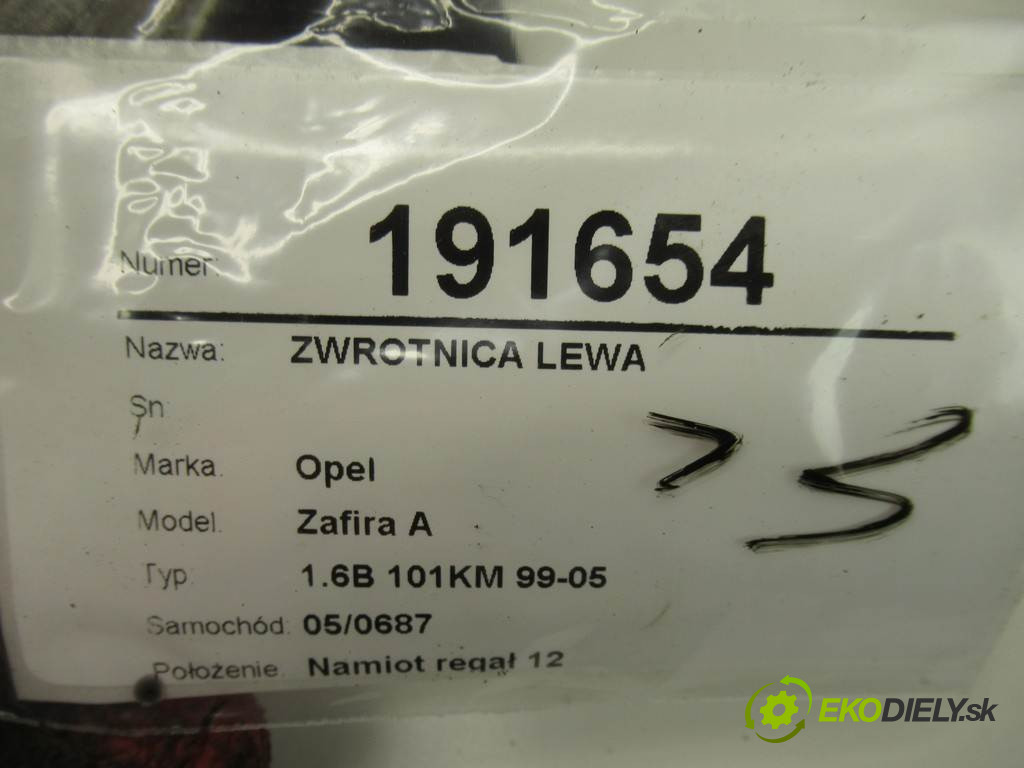 Numer: 191654
Nazwa: ZWROTNICA LEWA
Sn:
Marka. Opel
Model. Zafira A
Typ: 1.6B 101KM 99-05
Samochód: 05/0687
Położenie. Namiot regał 12
EKODIELY.sk